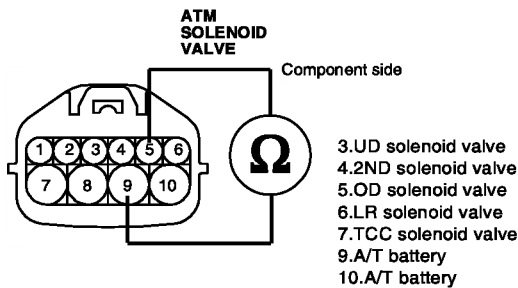 ATM
SOLENOID
VALVE
Component side
1 2 3 4 5 6
7 8 9 10
Ω
3.UD solenoid valve
4.2ND solenoid valve
5.OD solenoid valve
6.LR solenoid valve
7.TCC solenoid valve
9.A/T battery
10.A/T battery